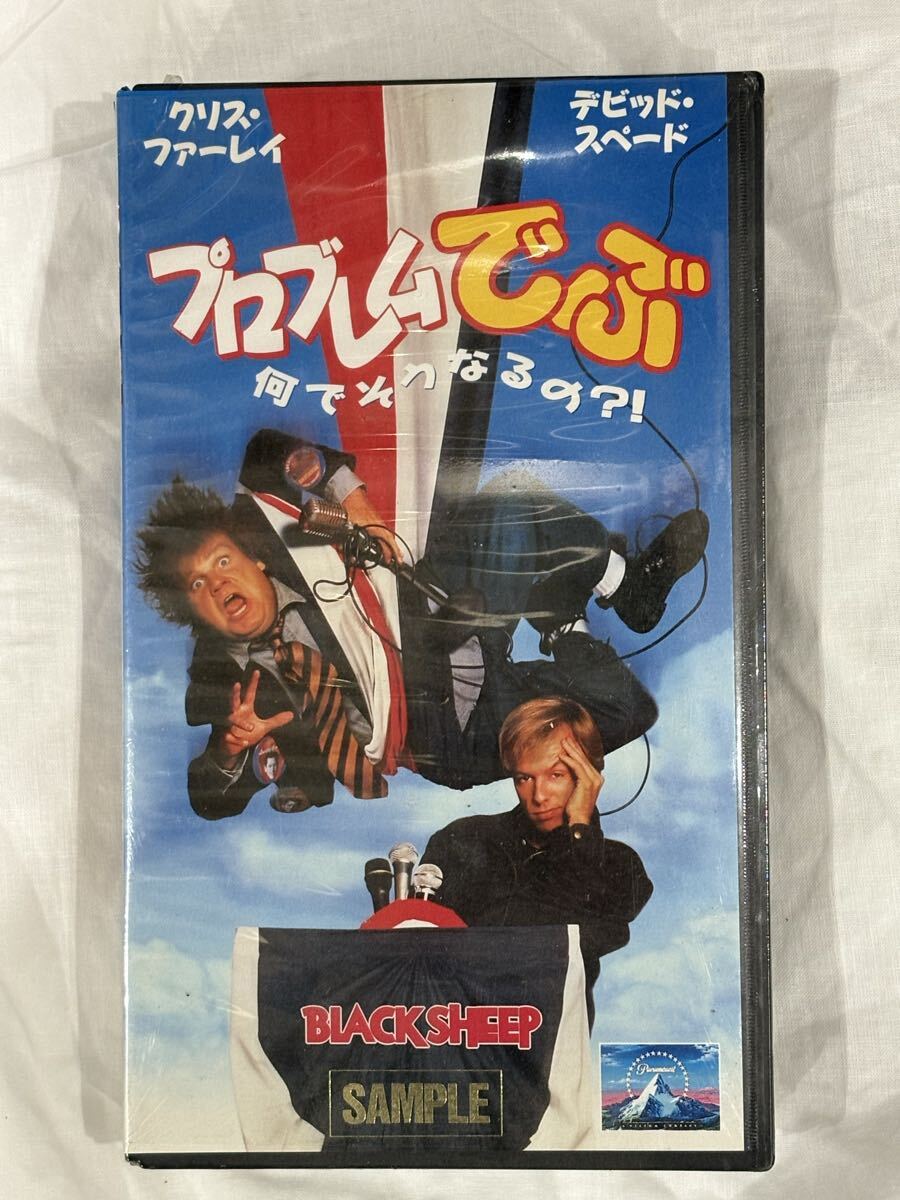 クリス・
ファーレイ
デビッド・
スペード
プロブレムでぶ
何でそうなるの?!
BLACK SHEEP
SAMPLE
Paramount